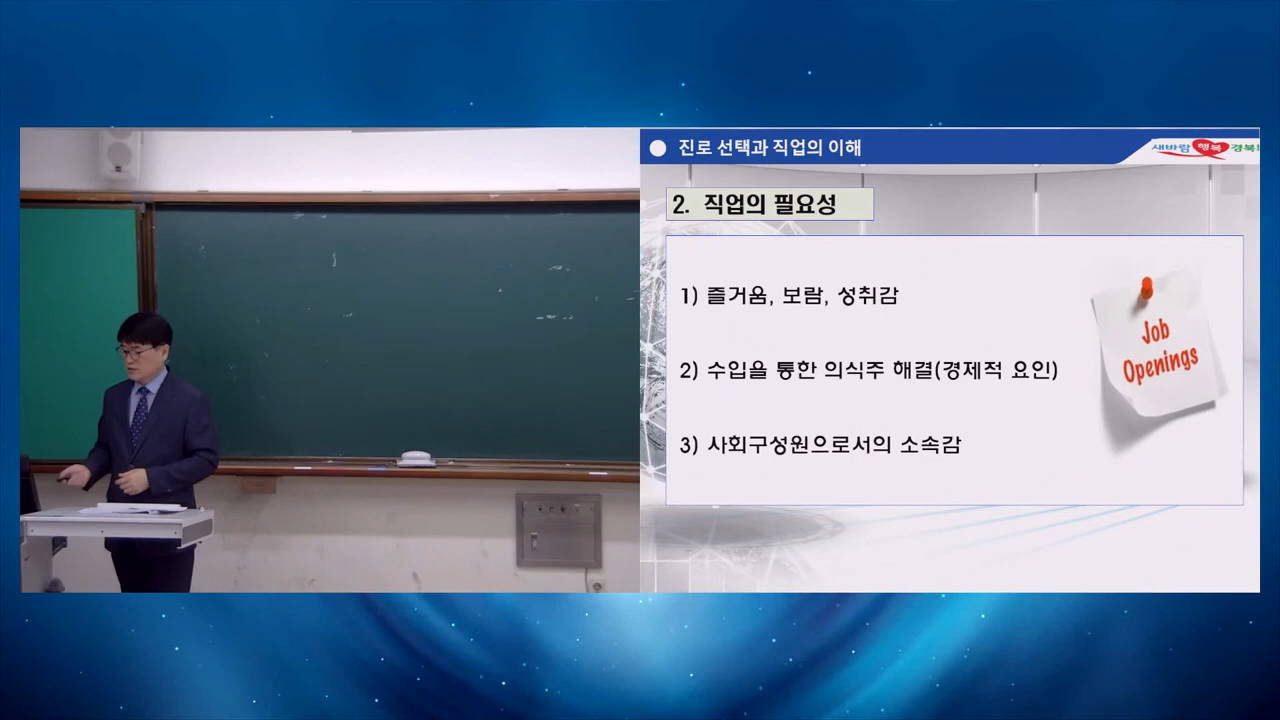 진로 선택과 직업의 이해
새바람 행복 경북!
2. 직업의 필요성
1) 즐거움, 보람, 성취감
2) 수입을 통한 의식주 해결(경제적 요인)
3) 사회구성원으로서의 소속감
Job
Openings